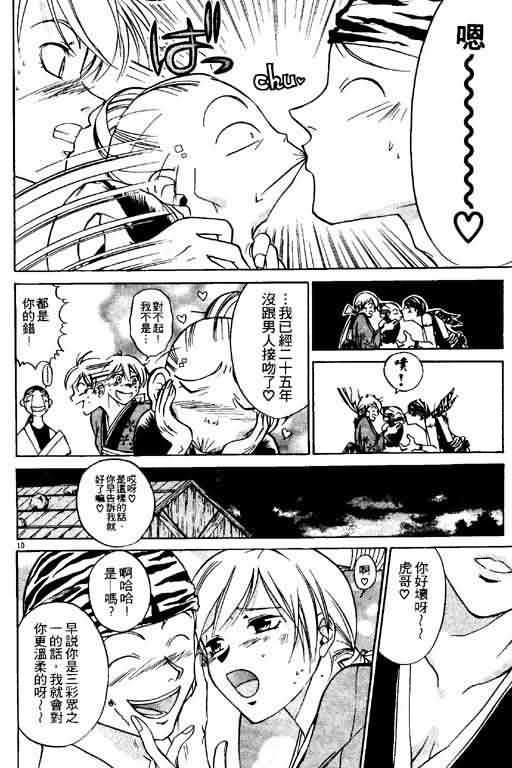 嗯~~~♡
ばっ
chu♥
噗!
…我已經二十五年
沒跟男人接吻了♡
對不起!
我不是…
都是
你的錯!
哎呀♡
是這樣的話,
你早告訴我就
好了嘛♡
10
你好壞呀~~
虎哥♡
啊♡
啊哈哈!
是嗎?
早說你是三彩眾之
一的話,我就會對
你更溫柔的呀~~